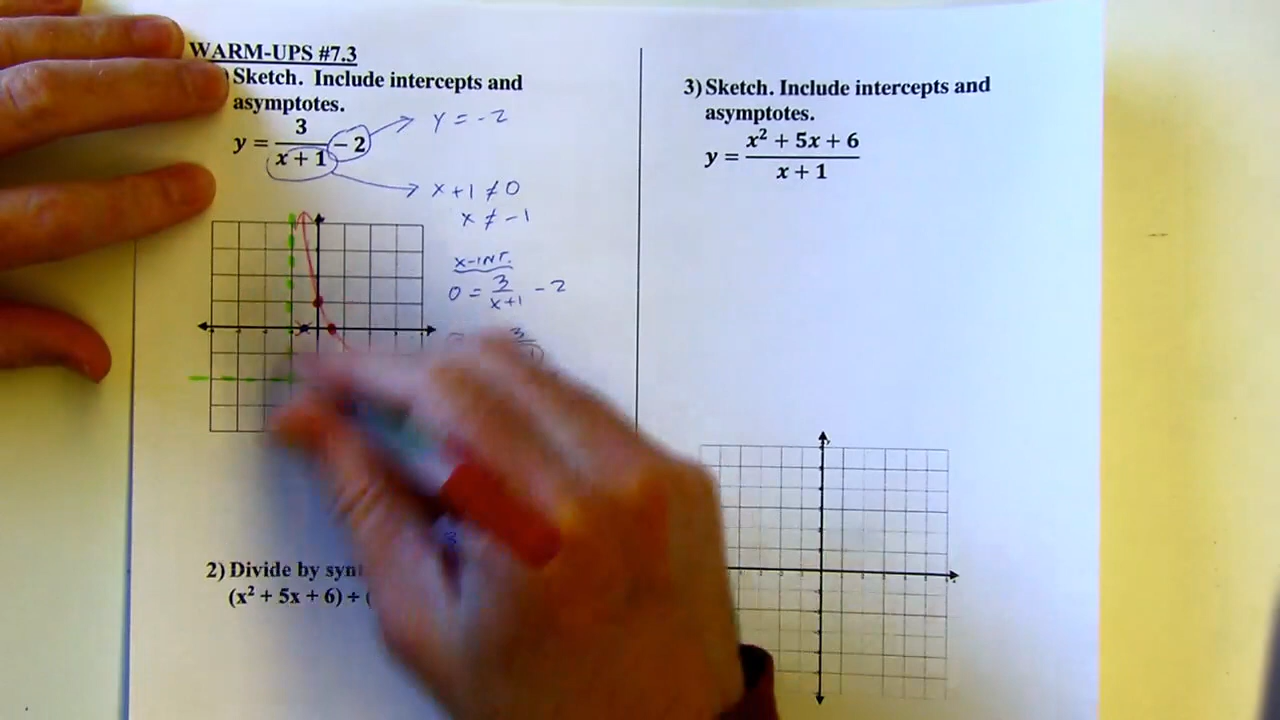 WARM-UPS #7.3
) Sketch. Include intercepts and
asymptotes.
y = 3/(x + 1) − 2
y = -2
x+1 ≠ 0
x ≠ -1
x-INT.
0 = 3/(x+1) - 2
3
3
2) Divide by syn
(x² + 5x + 6) ÷ (
3) Sketch. Include intercepts and
asymptotes.
y = (x² + 5x + 6)/(x + 1)